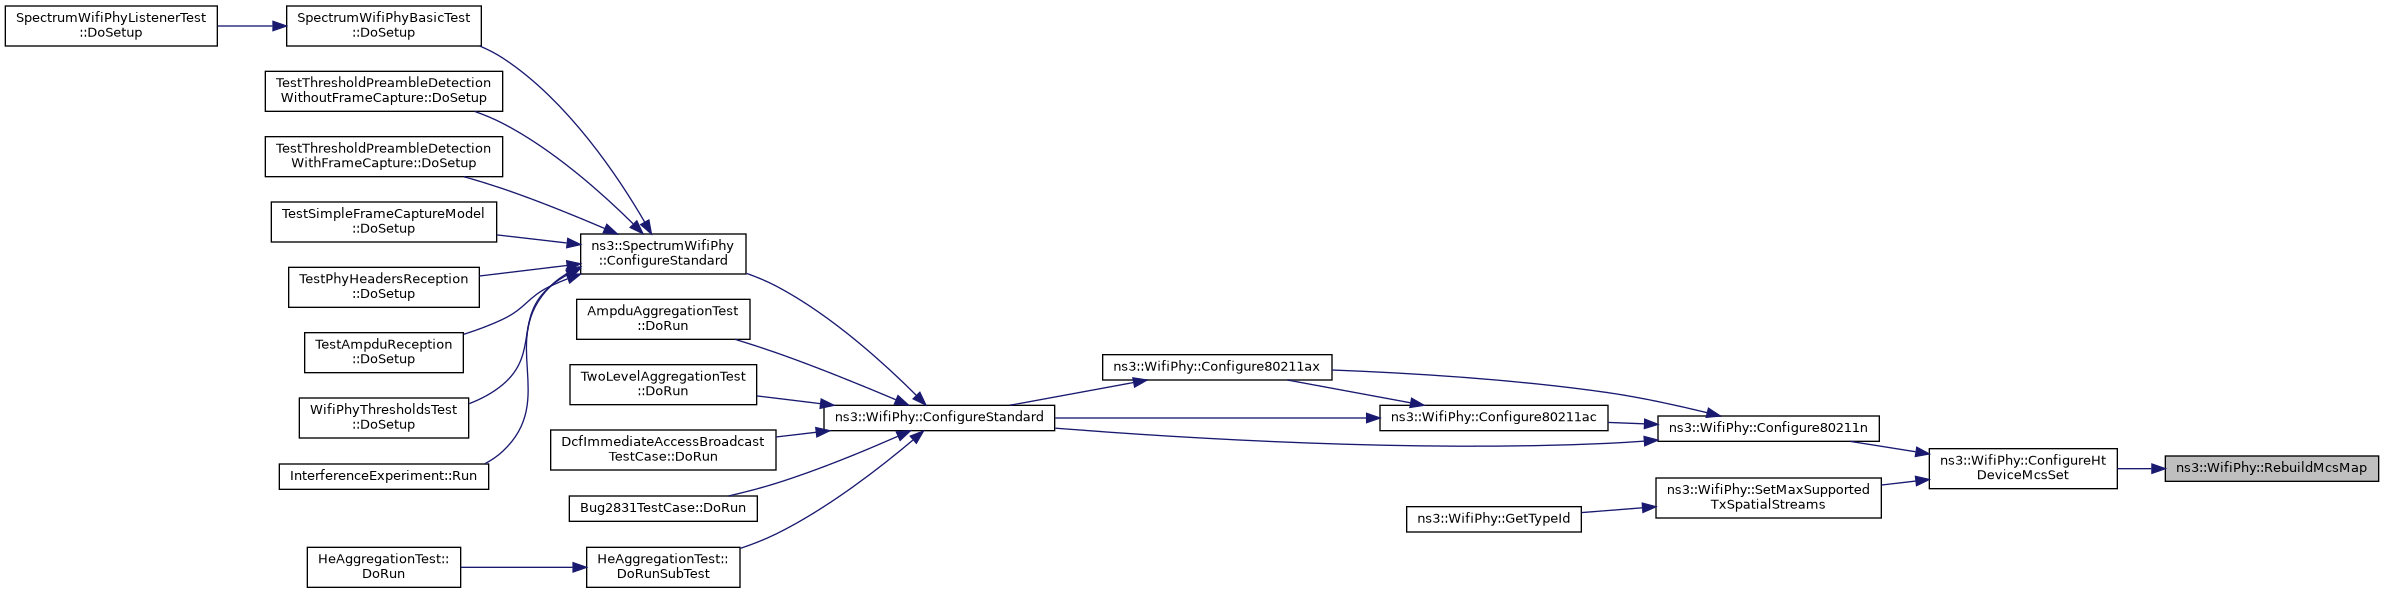 SpectrumWifiPhyListenerTest
::DoSetup
SpectrumWifiPhyBasicTest
::DoSetup
TestThresholdPreambleDetection
WithoutFrameCapture::DoSetup
TestThresholdPreambleDetection
WithFrameCapture::DoSetup
TestSimpleFrameCaptureModel
::DoSetup
ns3::SpectrumWifiPhy
::ConfigureStandard
TestPhyHeadersReception
::DoSetup
AmpduAggregationTest
::DoRun
TestAmpduReception
::DoSetup
TwoLevelAggregationTest
::DoRun
ns3::WifiPhy::Configure80211ax
WifiPhyThresholdsTest
::DoSetup
ns3::WifiPhy::ConfigureStandard
ns3::WifiPhy::Configure80211ac
ns3::WifiPhy::Configure80211n
DcfImmediateAccessBroadcast
TestCase::DoRun
InterferenceExperiment::Run
ns3::WifiPhy::ConfigureHt
DeviceMcsSet
ns3::WifiPhy::RebuildMcsMap
ns3::WifiPhy::SetMaxSupported
TxSpatialStreams
Bug2831TestCase::DoRun
ns3::WifiPhy::GetTypeId
HeAggregationTest::
DoRun
HeAggregationTest::
DoRunSubTest